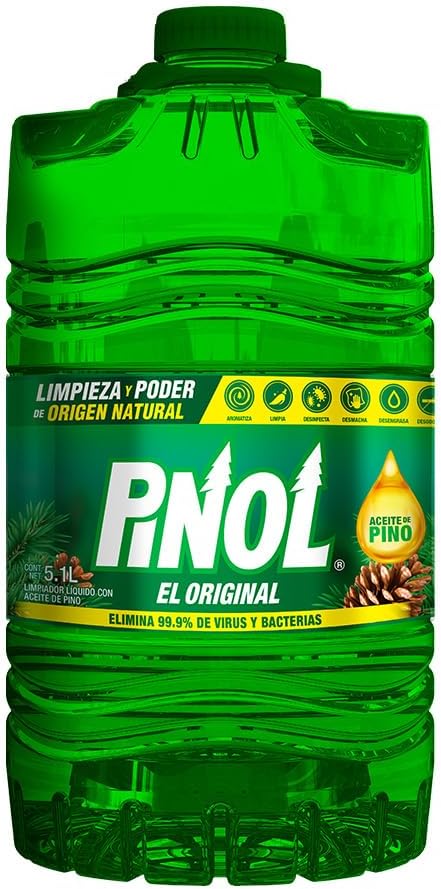 LIMPIEZA Y PODER
DE ORIGEN NATURAL
AROMATIZA
LIMPIA
DESINFECTA
DESMACHA
DESENGRASA
PINOL
®
EL ORIGINAL
ACEITE DE
PINO
CONT.
NET. 5.1L
LIMPIADOR LÍQUIDO CON
ACEITE DE PINO
ELIMINA 99.9% DE VIRUS Y BACTERIAS